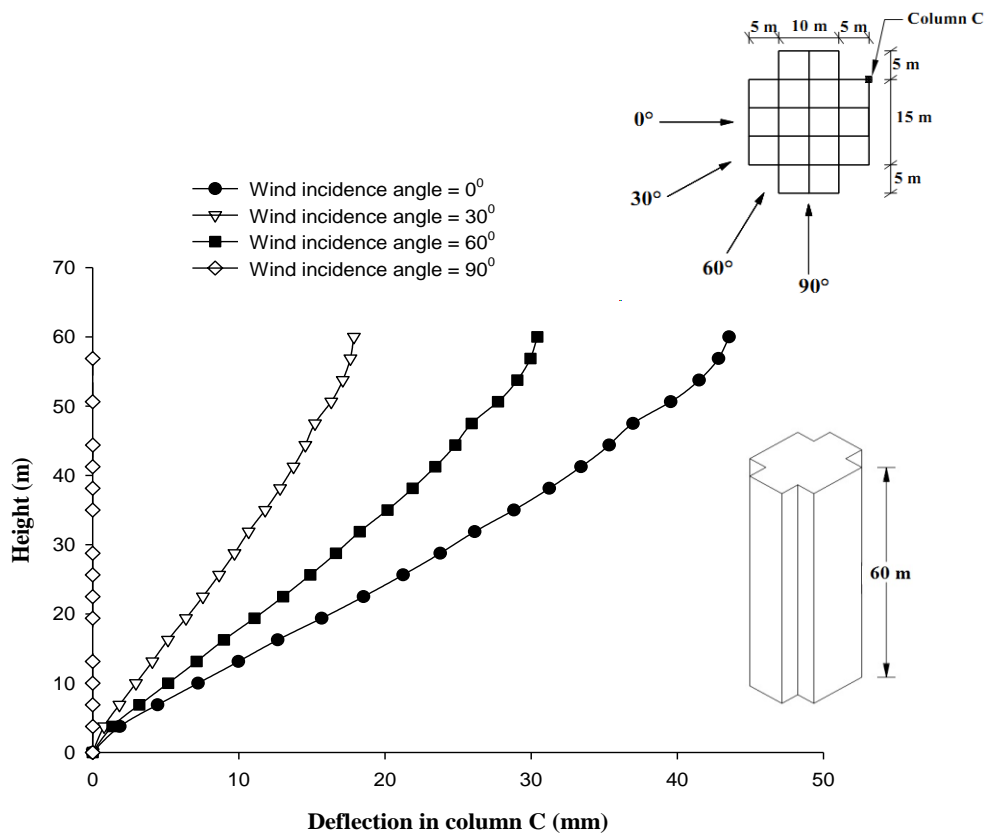 Column C
5 m
10 m
5 m
5 m
15 m
5 m
0°
30°
60°
90°
Wind incidence angle = 0⁰
Wind incidence angle = 30⁰
Wind incidence angle = 60⁰
Wind incidence angle = 90⁰
70
60
50
40
30
20
10
0
Height (m)
60 m
0
10
20
30
40
50
Deflection in column C (mm)